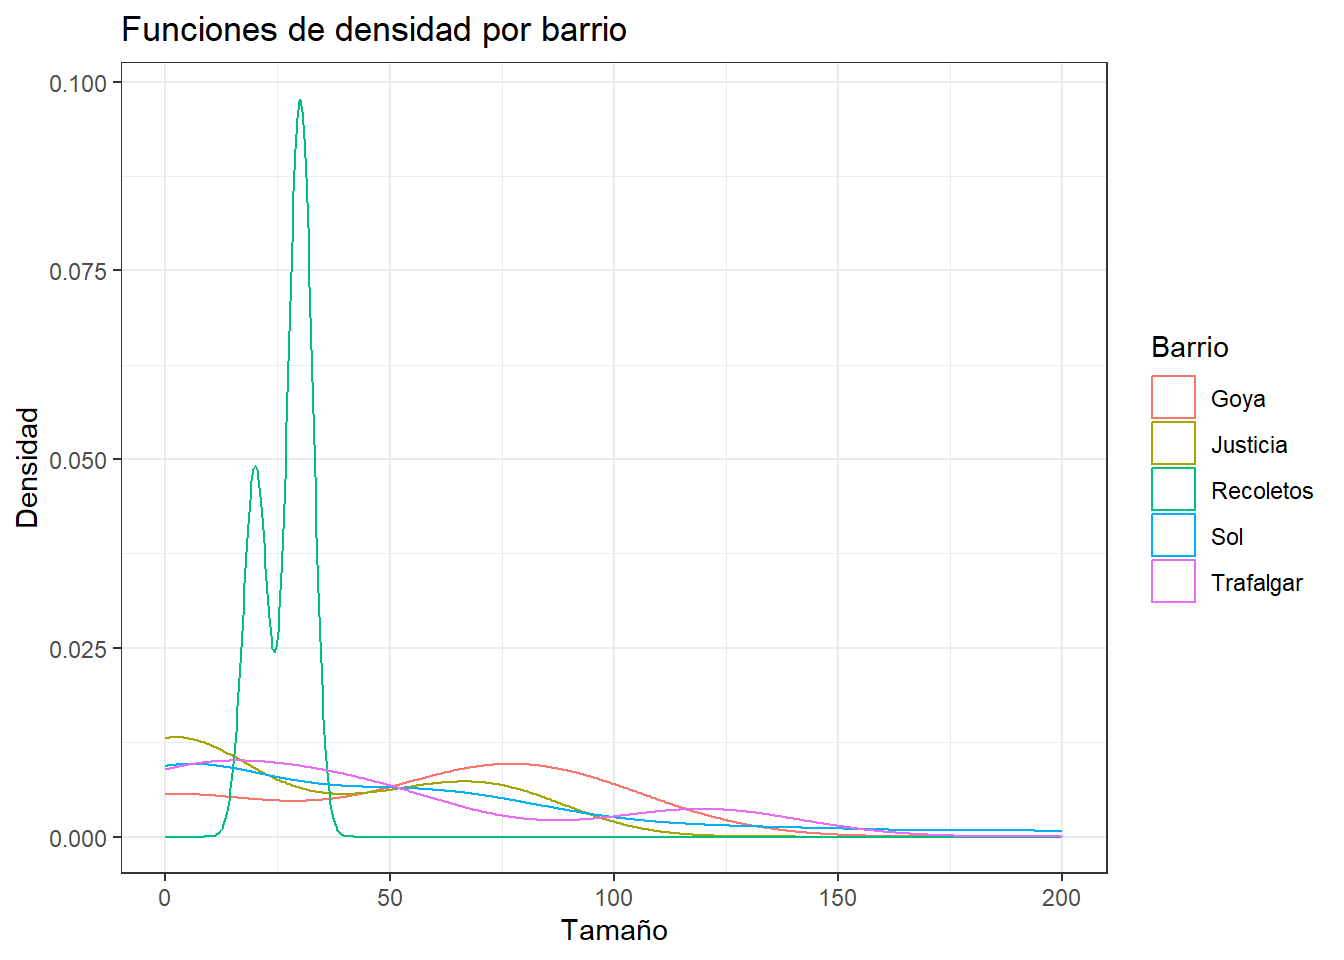 Funciones de densidad por barrio
0.100
0.075
0.050
0.025
0.000
Densidad
0
50
100
150
200
Tamaño
Barrio
Goya
Justicia
Recoletos
Sol
Trafalgar